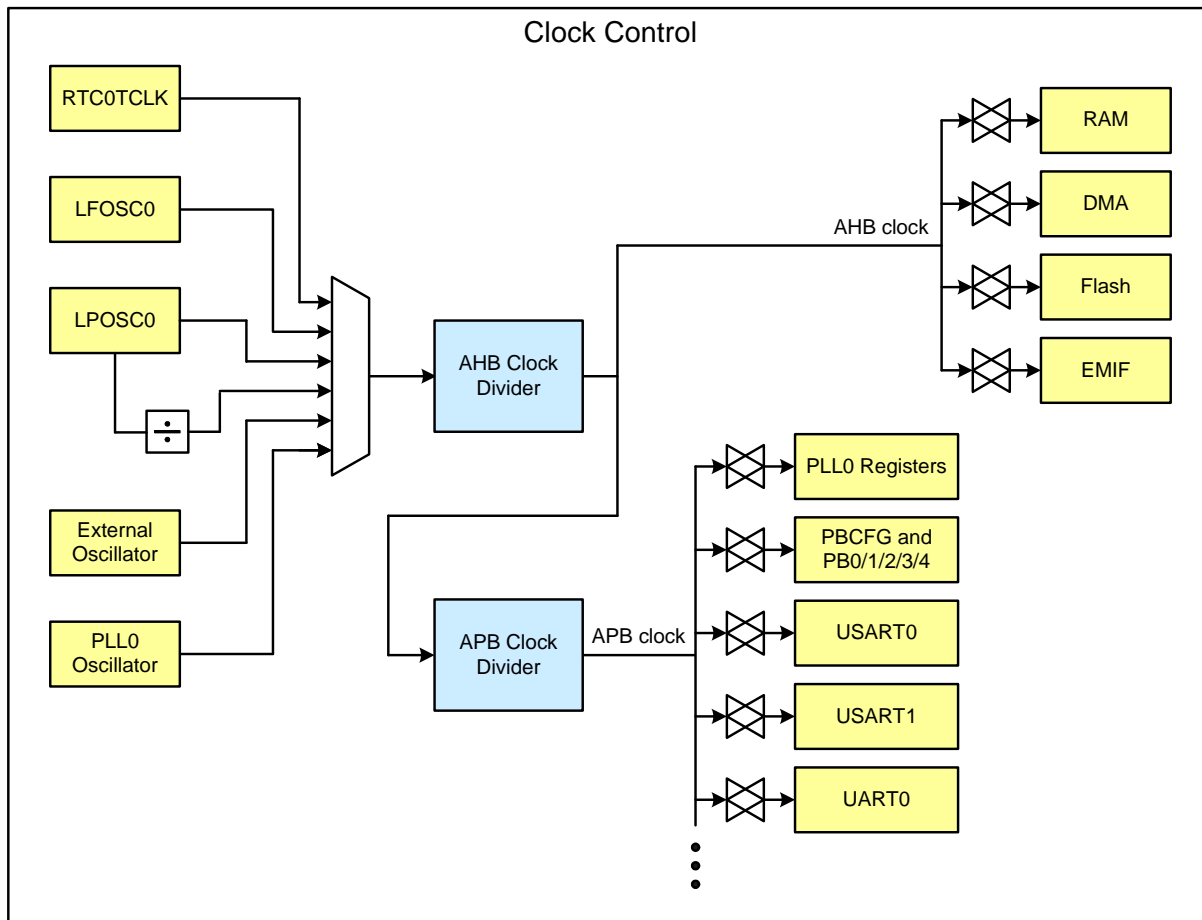 Clock Control
RTC0TCLK
LFOSC0
LPOSC0
÷
External
Oscillator
PLL0
Oscillator
AHB Clock
Divider
APB Clock
Divider
AHB clock
RAM
DMA
Flash
EMIF
APB clock
PLL0 Registers
PBCFG and
PB0/1/2/3/4
USART0
USART1
UART0